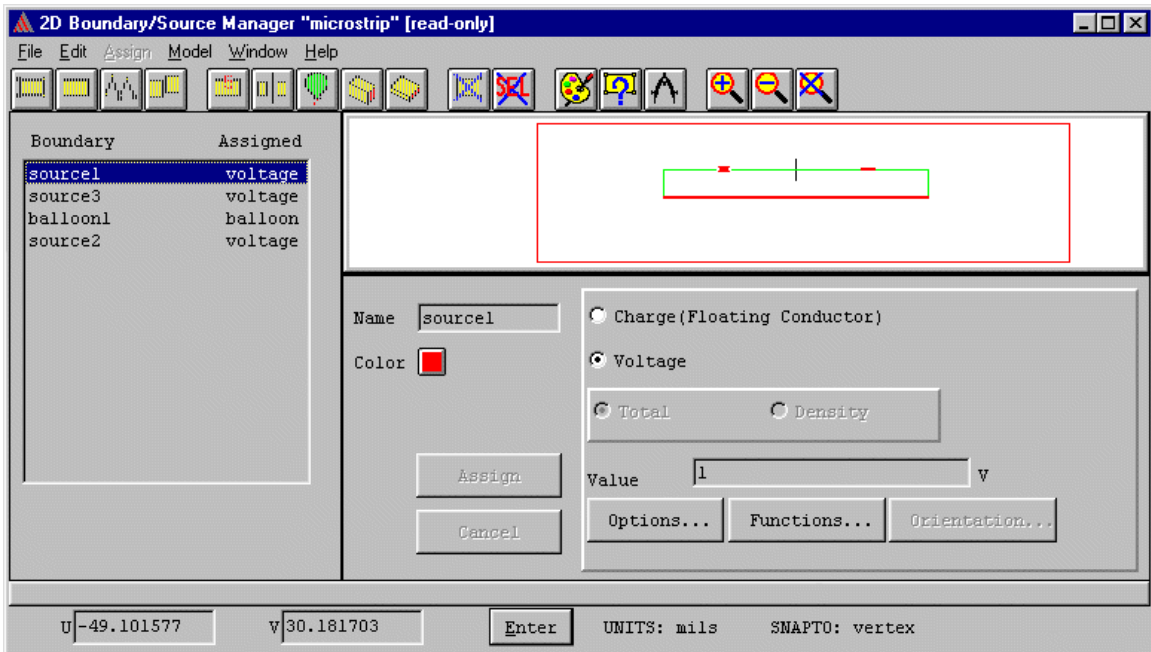 2D Boundary/Source Manager "microstrip" [read-only]
File Edit Assign Model Window Help
SEL
Boundary Assigned
source1 voltage
source3 voltage
balloon1 balloon
source2 voltage
Name source1
Color
Assign
Cancel
Charge(Floating Conductor)
Voltage
Total Density
Value 1 V
Options... Functions... Orientation...
U -49.101577 V 30.181703 Enter UNITS: mils SNAPTO: vertex